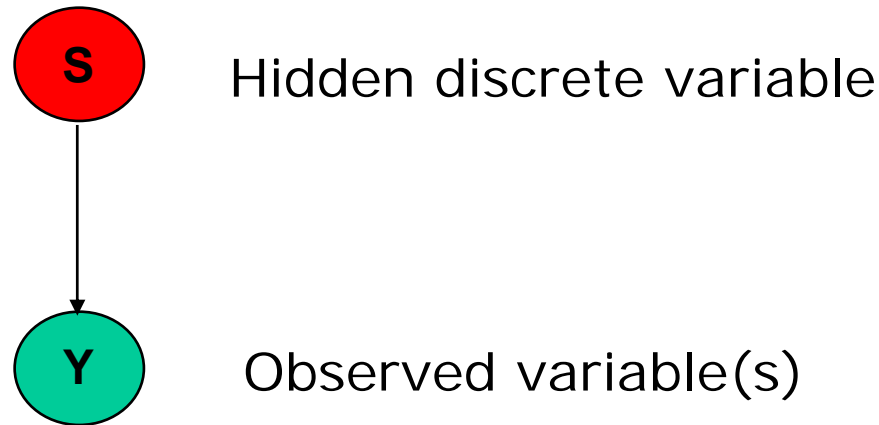 S Hidden discrete variable
Y Observed variable(s)